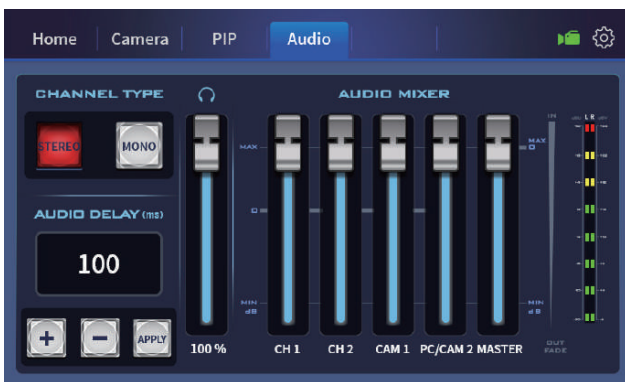 Home Camera PIP Audio
CHANNEL TYPE
STEREO MONO
AUDIO DELAY (ms)
100
+ - APPLY
100 %
AUDIO MIXER
MAX
0
MIN
dB
CH 1 CH 2 CAM 1 PC/CAM 2 MASTER
IN
MAX
0
MIN
dB
OUT
FADE
L R